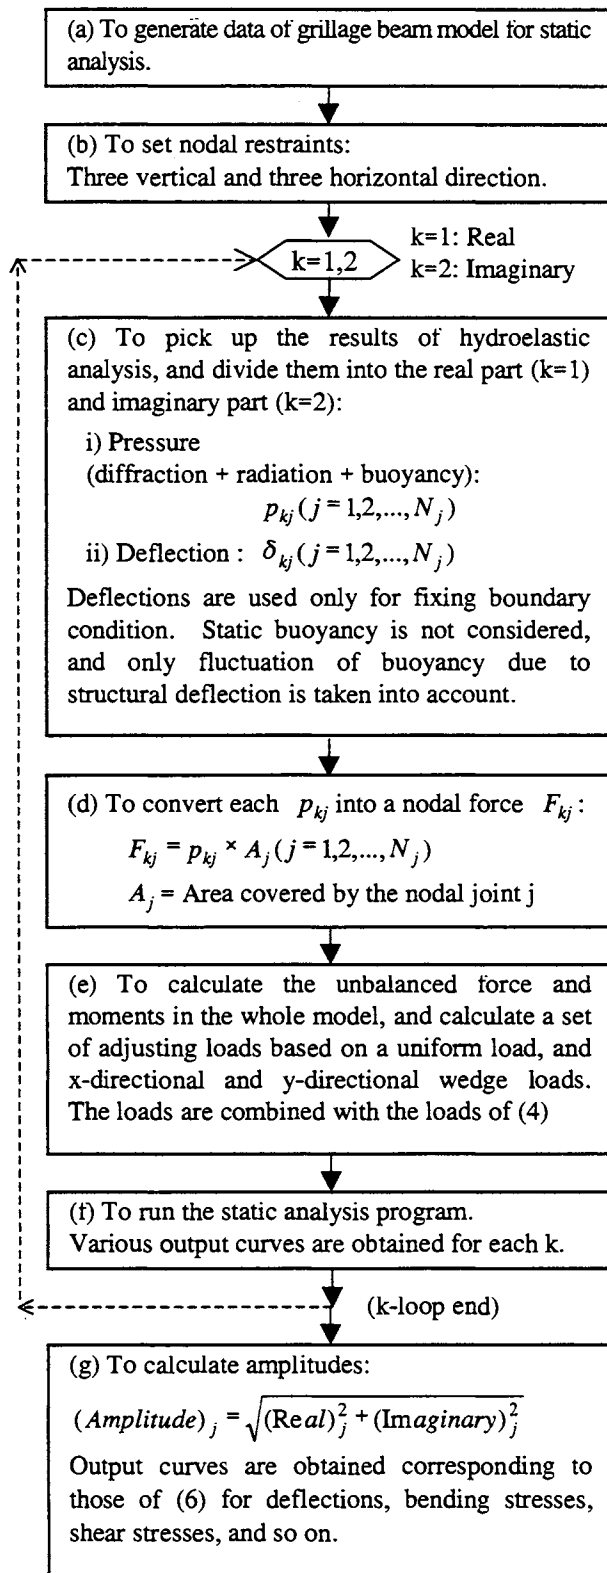 (a) To generate data of grillage beam model for static
analysis.
(b) To set nodal restraints:
Three vertical and three horizontal direction.
k=1,2
k=1: Real
k=2: Imaginary
(c) To pick up the results of hydroelastic
analysis, and divide them into the real part (k=1)
and imaginary part (k=2):
i) Pressure
(diffraction + radiation + buoyancy):
p_{kj} (j = 1,2,..., N_j)
ii) Deflection : δ_{kj} (j = 1,2,..., N_j)
Deflections are used only for fixing boundary
condition. Static buoyancy is not considered,
and only fluctuation of buoyancy due to
structural deflection is taken into account.
(d) To convert each p_{kj} into a nodal force F_{kj} :
F_{kj} = p_{kj} × A_j (j = 1,2,..., N_j)
A_j = Area covered by the nodal joint j
(e) To calculate the unbalanced force and
moments in the whole model, and calculate a set
of adjusting loads based on a uniform load, and
x-directional and y-directional wedge loads.
The loads are combined with the loads of (4)
(f) To run the static analysis program.
Various output curves are obtained for each k.
(k-loop end)
(g) To calculate amplitudes:
(Amplitude)_j = √((Real)_j^2 + (Imaginary)_j^2)
Output curves are obtained corresponding to
those of (6) for deflections, bending stresses,
shear stresses, and so on.